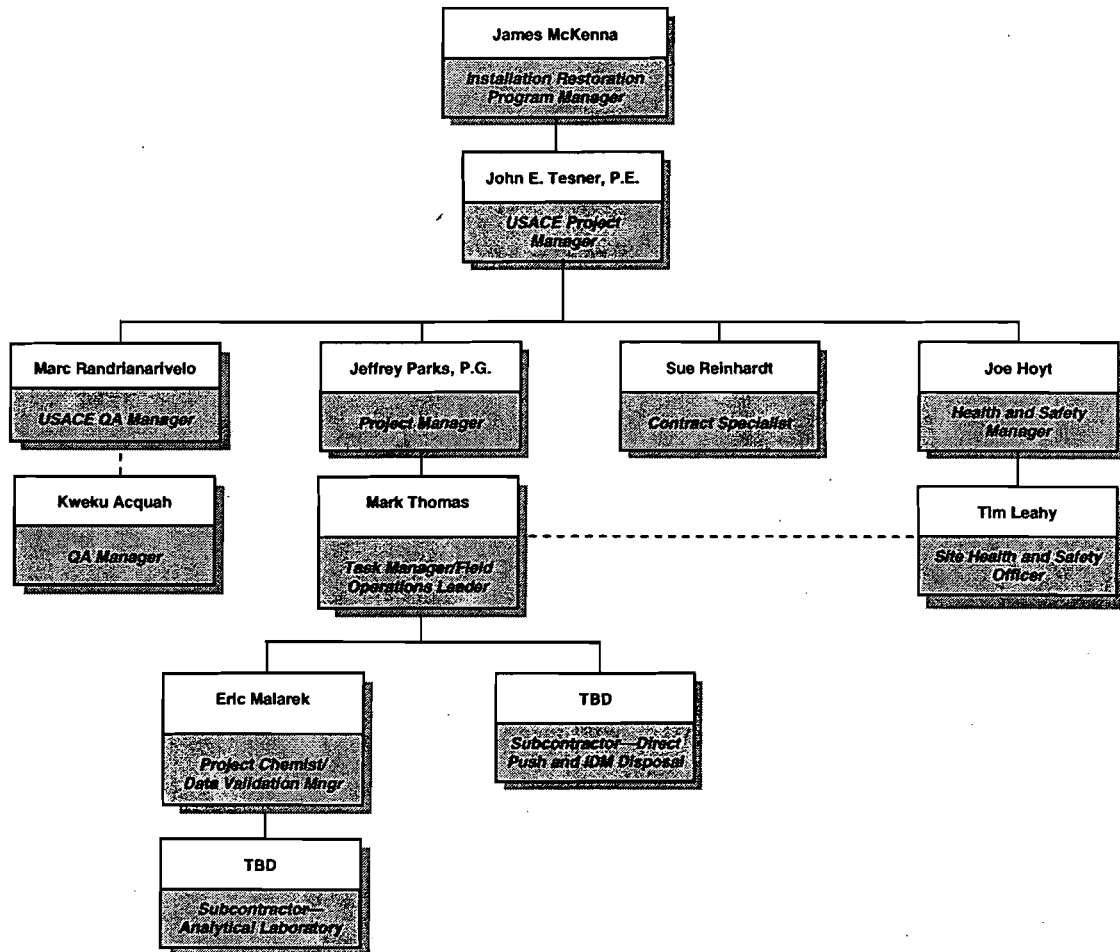 James McKenna
Installation Restoration
Program Manager
John E. Tesner, P.E.
USACE Project
Manager
Marc Randrianarivelo
USACE QA Manager
Jeffrey Parks, P.G.
Project Manager
Sue Reinhardt
Contract Specialist
Joe Hoyt
Health and Safety
Manager
Kweku Acquah
QA Manager
Mark Thomas
Task Manager/Field
Operations Leader
Tim Leahy
Site Health and Safety
Officer
Eric Malarek
Project Chemist/
Data Validation Mngr
TBD
Subcontractor—Direct
Push and IDM Disposal
TBD
Subcontractor—
Analytical Laboratory